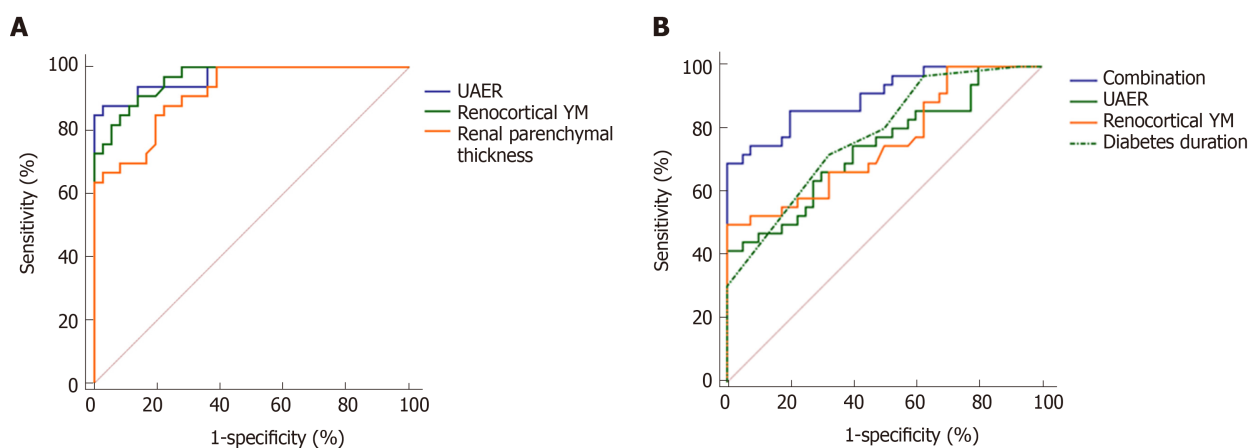 A
Sensitivity (%)
100
80
60
40
20
0
0 20 40 60 80 100
1-specificity (%)
UAER
Renocortical YM
Renal parenchymal
thickness
B
Sensitivity (%)
100
80
60
40
20
0
0 20 40 60 80 100
1-specificity (%)
Combination
UAER
Renocortical YM
Diabetes duration